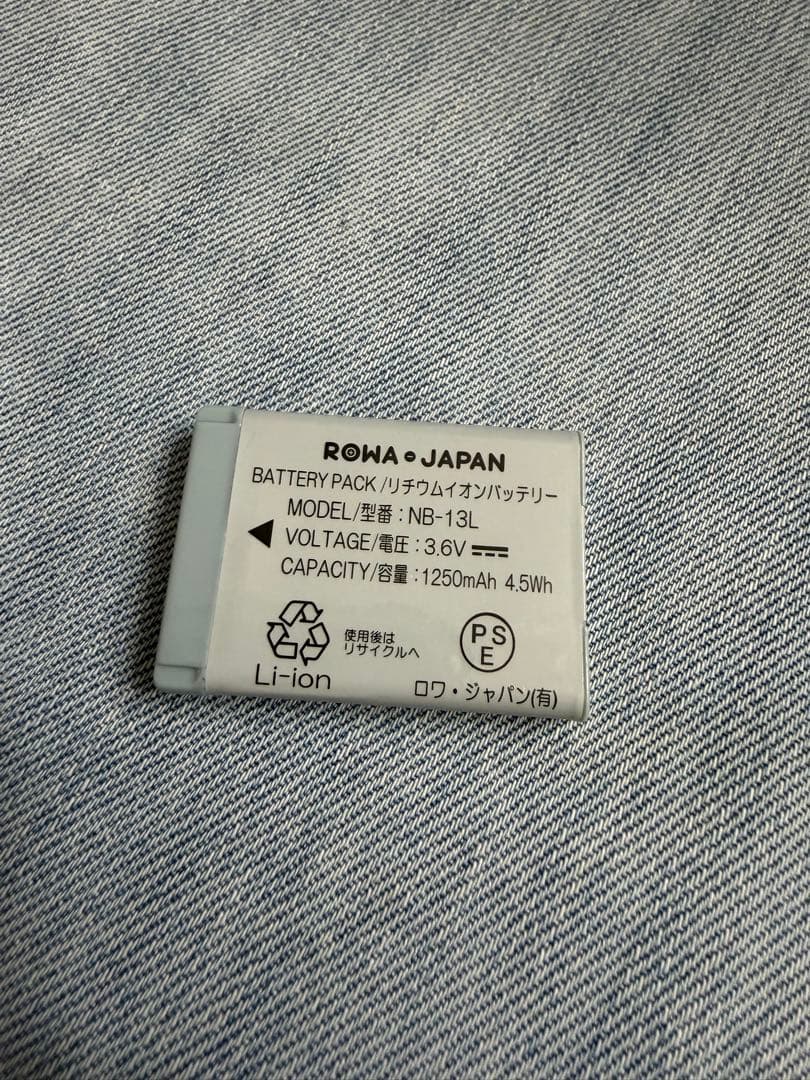 ROWA JAPAN
BATTERY PACK/リチウムイオンバッテリー
MODEL/型番:NB-13L
VOLTAGE/電圧:3.6V
CAPACITY/容量:1250mAh 4.5Wh
使用後は
リサイクルへ
Li-ion
PS
E
ロワ・ジャパン(有)